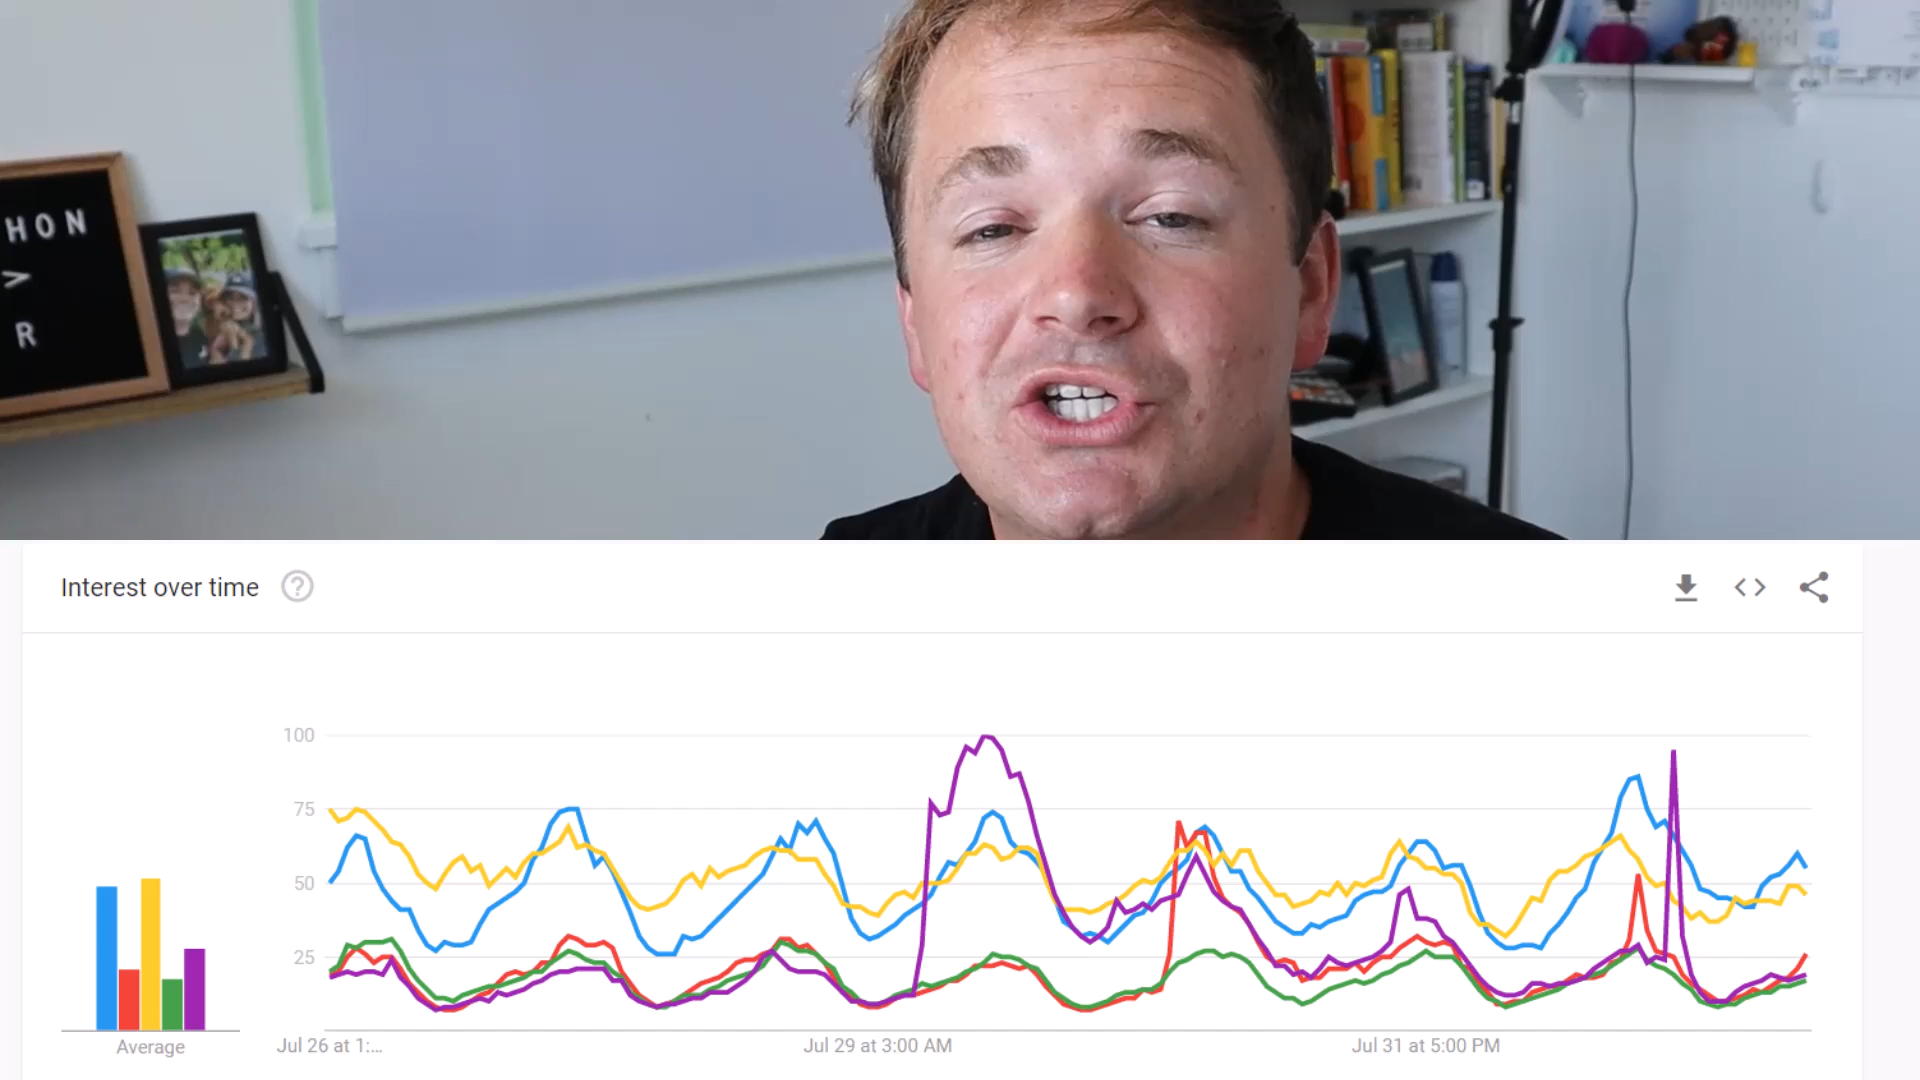 HON
>
R
Interest over time
?
100
75
50
25
Average
Jul 26 at 1:...
Jul 29 at 3:00 AM
Jul 31 at 5:00 PM